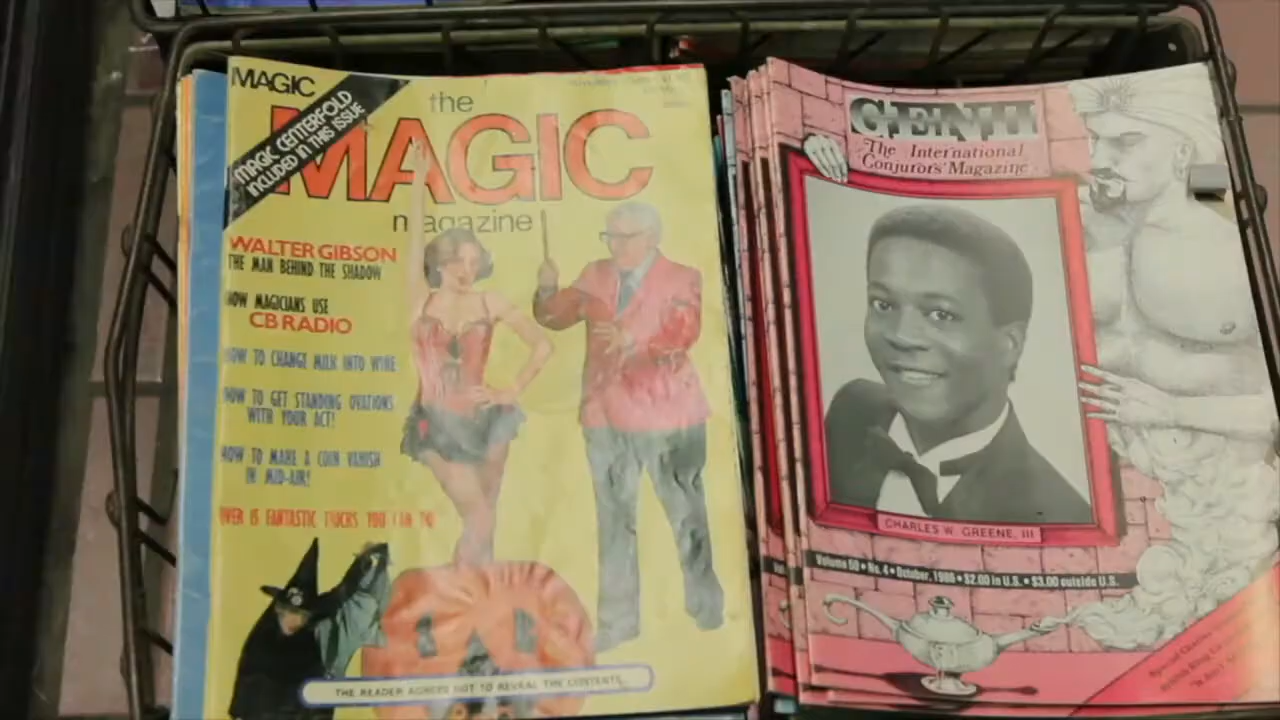 MAGIC
MAGIC CENTERFOLD
INCLUDED IN THIS ISSUE
the
MAGIC
magazine
WALTER GIBSON
THE MAN BEHIND THE SHADOW
HOW MAGICIANS USE
CB RADIO
HOW TO CHANGE MILK INTO WINE
HOW TO GET STANDING OVATIONS
WITH YOUR ACT!
HOW TO MAKE A COIN VANISH
IN MID-AIR!
OVER 15 FANTASTIC TRICKS YOU CAN DO
THE READER AGREES NOT TO REVEAL THE CONTENTS
GENII
The International
Conjurors' Magazine
CHARLES W. GREENE, III
Volume 50 • No. 4 • October, 1986 • $2.00 in U.S. • $3.00 outside U.S.